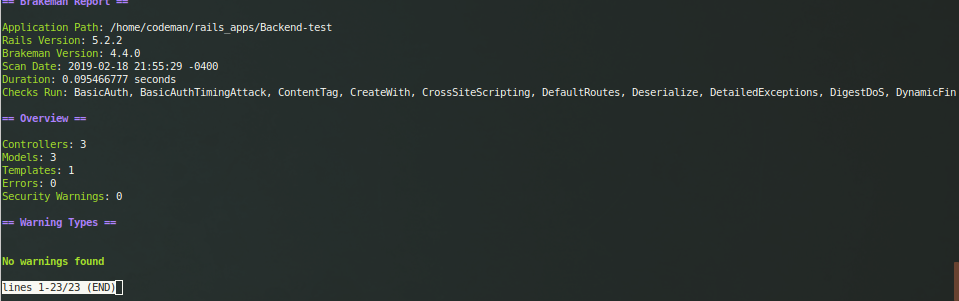 == Brakeman Report ==
Application Path: /home/codeman/rails_apps/Backend-test
Rails Version: 5.2.2
Brakeman Version: 4.4.0
Scan Date: 2019-02-18 21:55:29 -0400
Duration: 0.095466777 seconds
Checks Run: BasicAuth, BasicAuthTimingAttack, ContentTag, CreateWith, CrossSiteScripting, DefaultRoutes, Deserialize, DetailedExceptions, DigestDoS, DynamicFin
== Overview ==
Controllers: 3
Models: 3
Templates: 1
Errors: 0
Security Warnings: 0
== Warning Types ==
No warnings found
lines 1-23/23 (END)